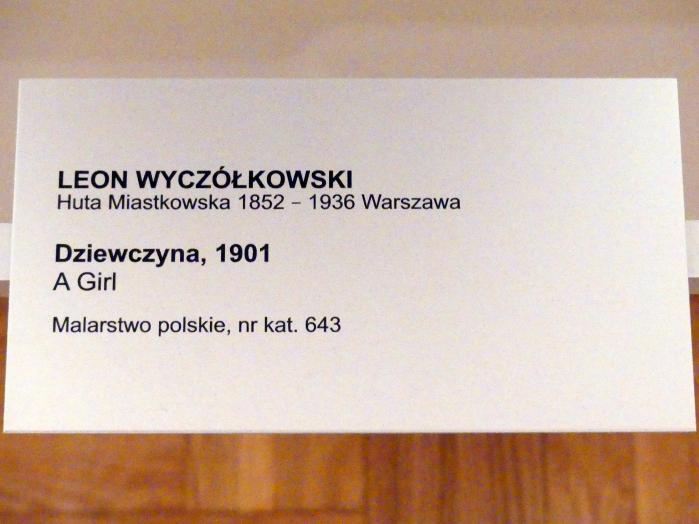 LEON WYCZÓŁKOWSKI
Huta Miastkowska 1852 – 1936 Warszawa
Dziewczyna, 1901
A Girl
Malarstwo polskie, nr kat. 643